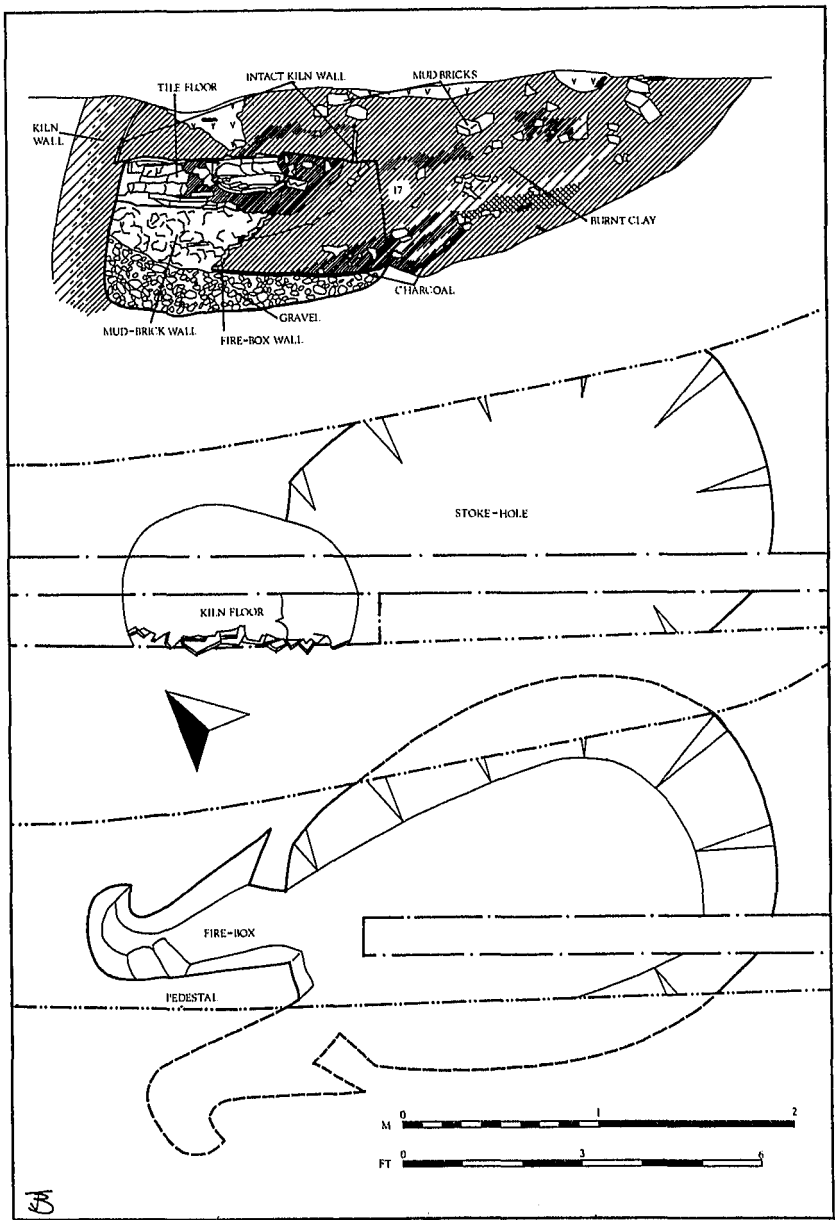 INTACT KILN WALL
MUD BRICKS
TILE FLOOR
KILN
WALL
17
BURNT CLAY
CHARCOAL
GRAVEL
MUD-BRICK WALL
FIRE-BOX WALL
STOKE-HOLE
KILN FLOOR
FIRE-BOX
PEDESTAL
M 0 1 2
FT 0 3 6